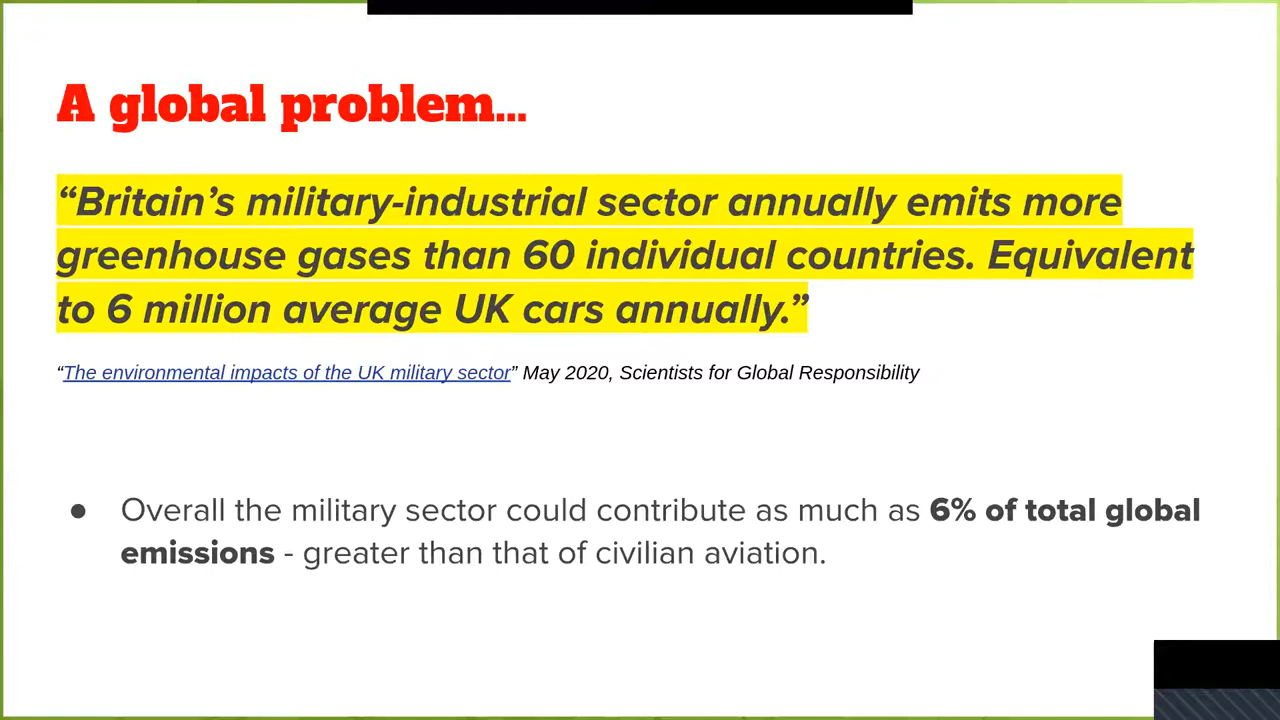 A global problem...
“Britain’s military-industrial sector annually emits more
greenhouse gases than 60 individual countries. Equivalent
to 6 million average UK cars annually.”
“The environmental impacts of the UK military sector” May 2020, Scientists for Global Responsibility
● Overall the military sector could contribute as much as 6% of total global
emissions - greater than that of civilian aviation.